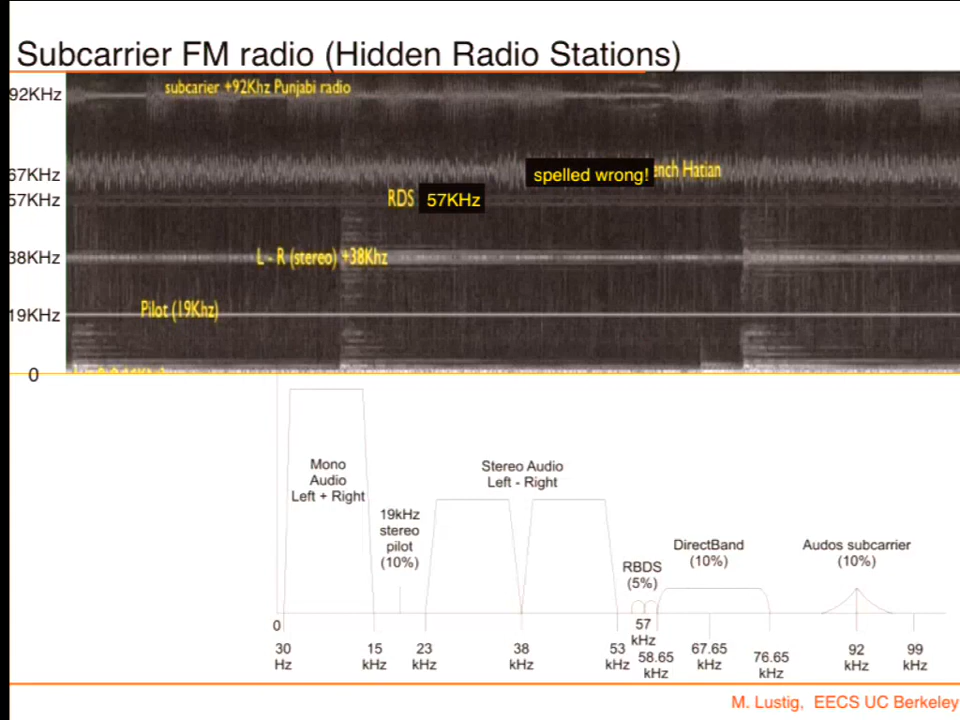 Subcarrier FM radio (Hidden Radio Stations)
92KHz
subcarier +92Khz Punjabi radio
67KHz
spelled wrong!
ench Hatian
57KHz
RDS
57KHz
38KHz
L - R (stereo) +38Khz
19KHz
Pilot (19Khz)
0
Mono
Audio
Left + Right
19kHz
stereo
pilot
(10%)
Stereo Audio
Left - Right
RBDS
(5%)
DirectBand
(10%)
Audos subcarrier
(10%)
0
30
Hz
15
kHz
23
kHz
38
kHz
53
kHz
57
kHz
58.65
kHz
67.65
kHz
76.65
kHz
92
kHz
99
kHz
M. Lustig, EECS UC Berkeley